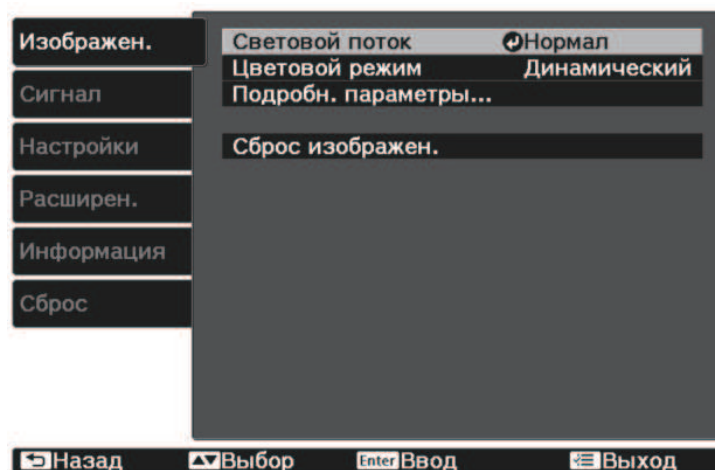 Изображен.
Сигнал
Настройки
Расширен.
Информация
Сброс
Световой поток Нормал
Цветовой режим Динамический
Подробн. параметры...
Сброс изображен.
Назад Выбор Enter Ввод Выход